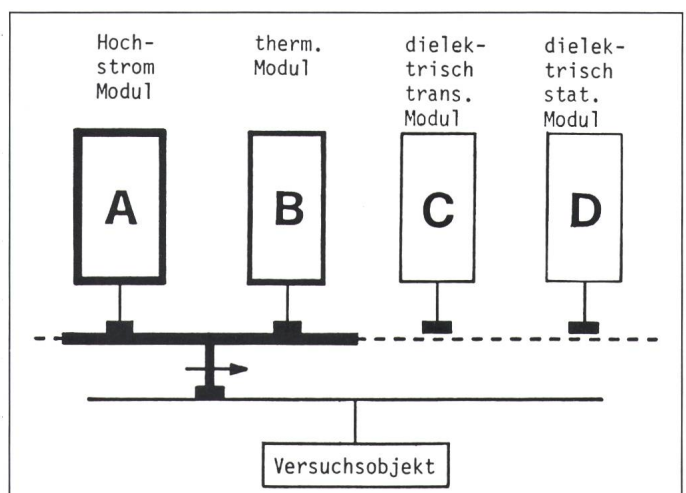 Hoch-
strom
Modul
therm.
Modul
dielek-
trisch
trans.
Modul
dielek-
trisch
stat.
Modul
A
B
C
D
Versuchsobjekt